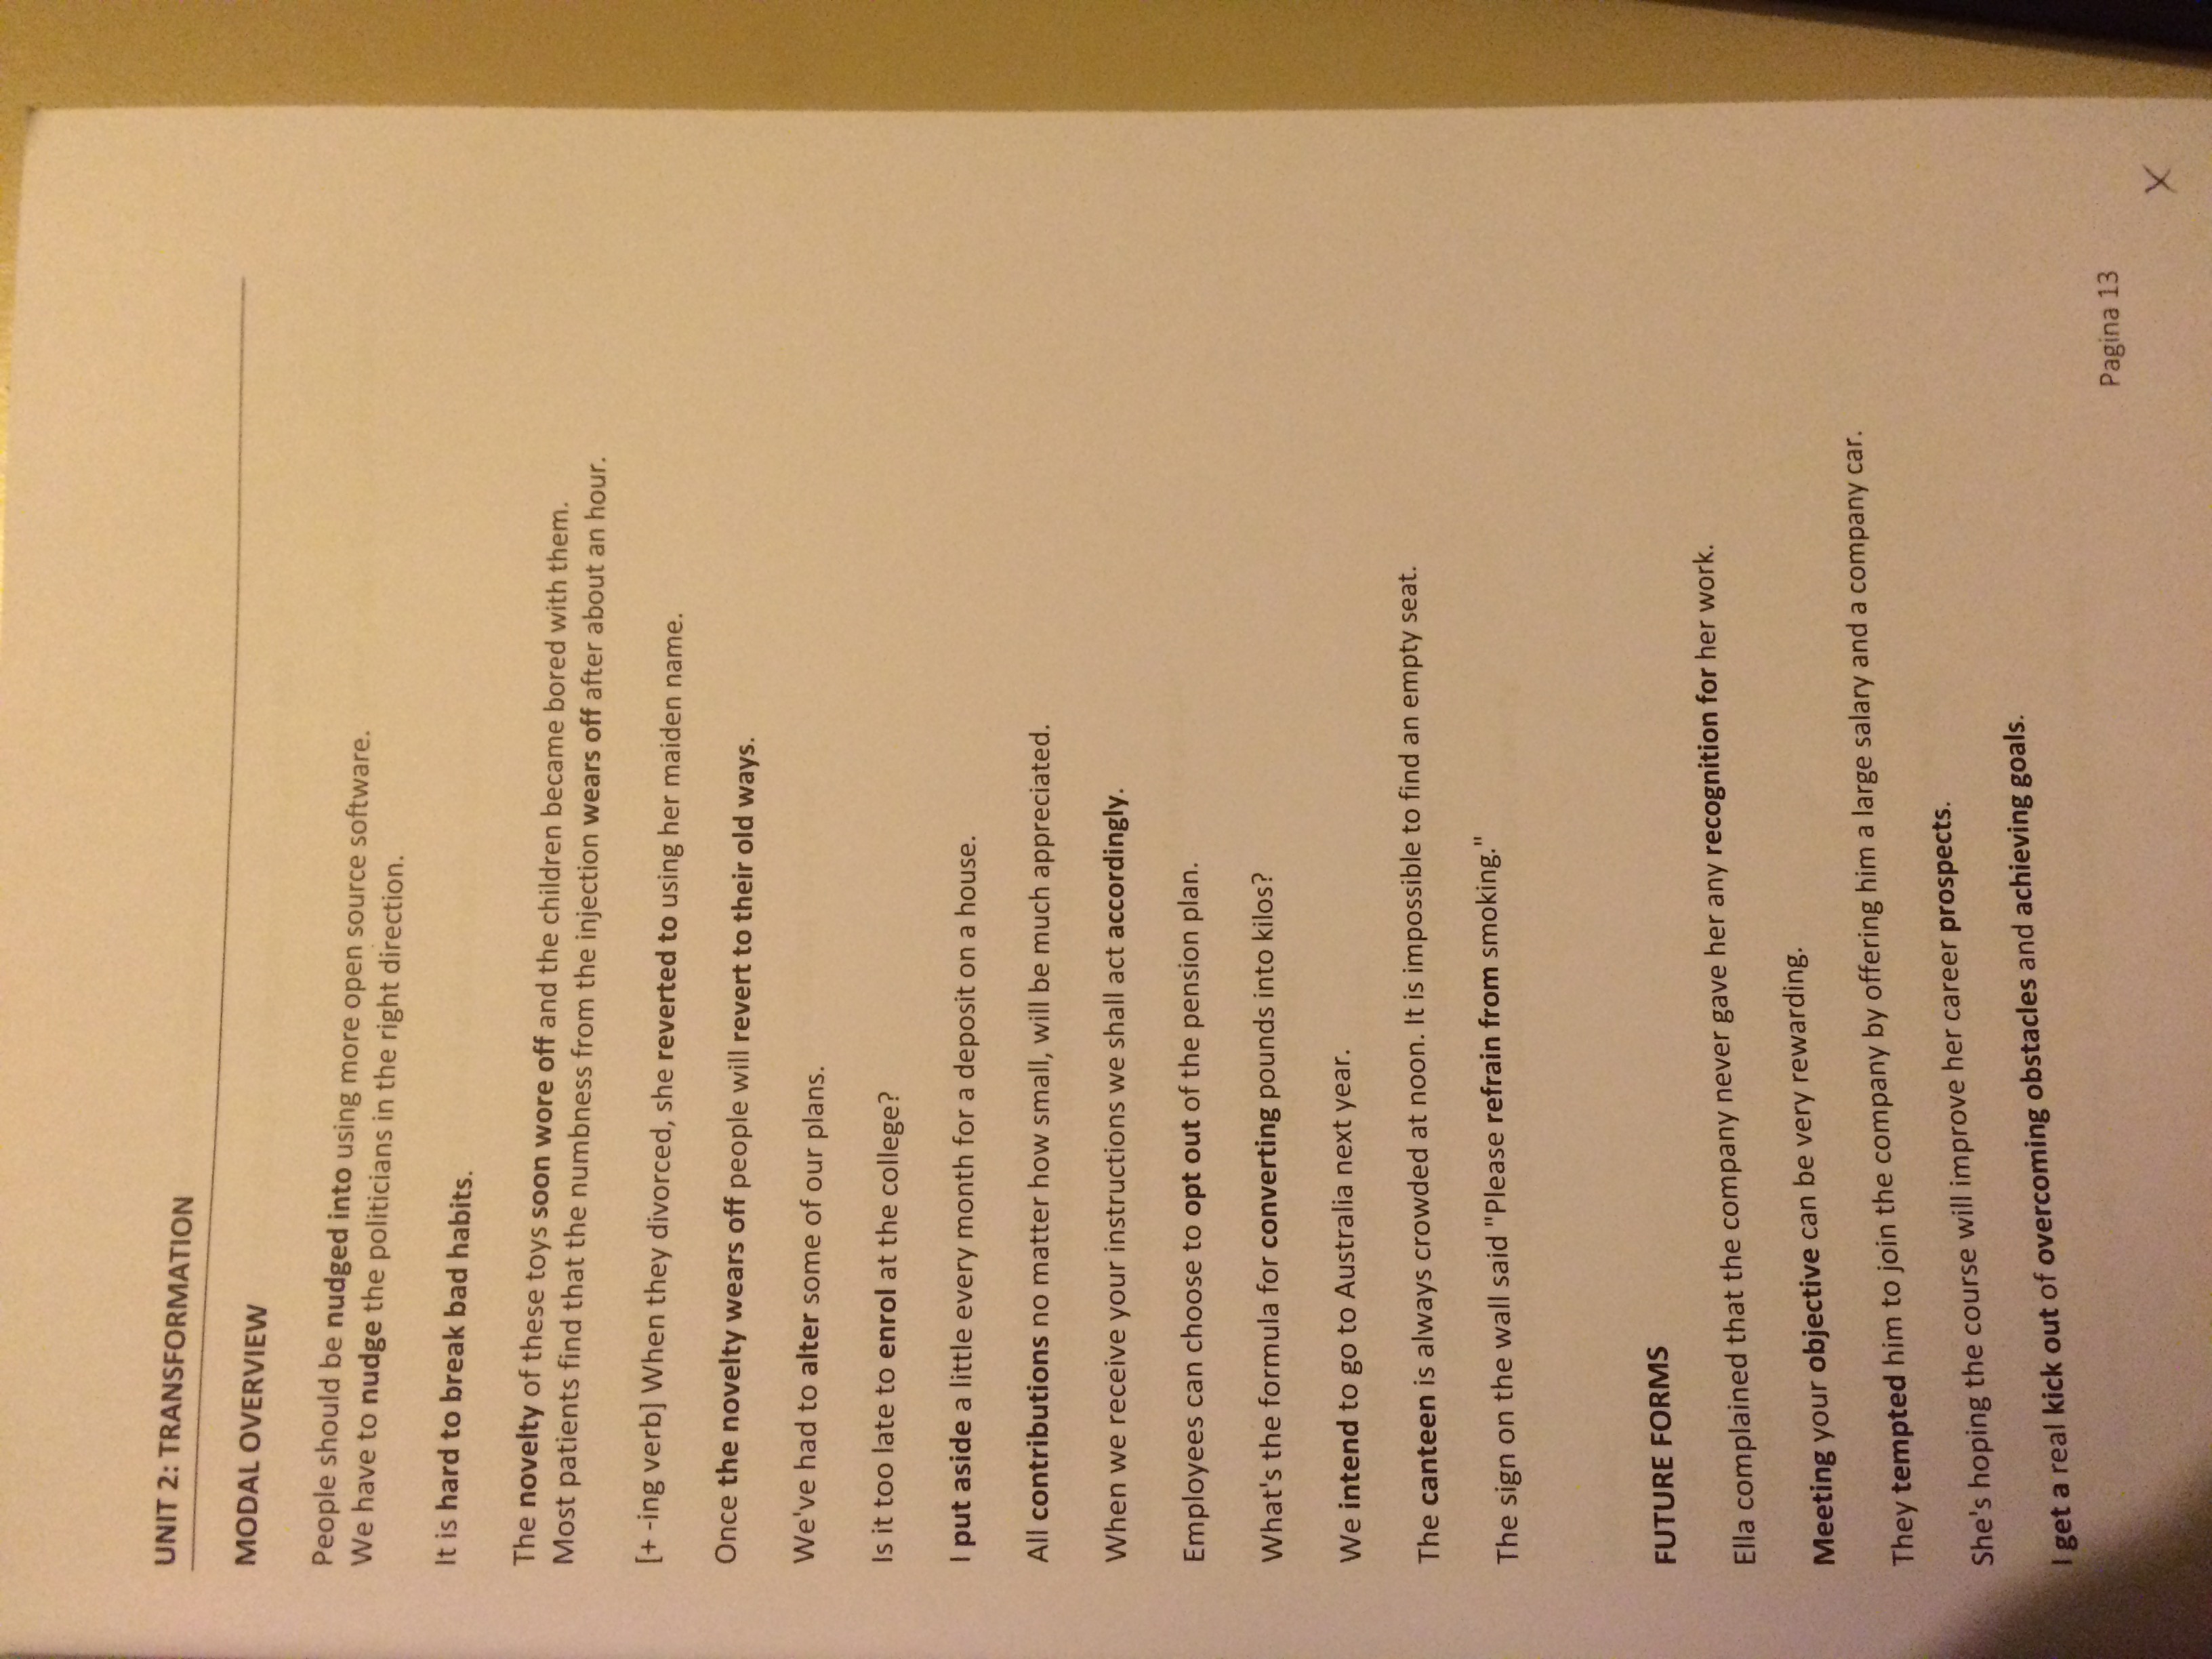 UNIT 2: TRANSFORMATION
MODAL OVERVIEW
People should be nudged into using more open source software.
We have to nudge the politicians in the right direction.
It is hard to break bad habits.
The novelty of these toys soon wore off and the children became bored with them.
Most patients find that the numbness from the injection wears off after about an hour.
[+ -ing verb] When they divorced, she reverted to using her maiden name.
Once the novelty wears off people will revert to their old ways.
We've had to alter some of our plans.
Is it too late to enrol at the college?
I put aside a little every month for a deposit on a house.
All contributions no matter how small, will be much appreciated.
When we receive your instructions we shall act accordingly.
Employees can choose to opt out of the pension plan.
What's the formula for converting pounds into kilos?
We intend to go to Australia next year.
The canteen is always crowded at noon. It is impossible to find an empty seat.
The sign on the wall said "Please refrain from smoking."
FUTURE FORMS
Ella complained that the company never gave her any recognition for her work.
Meeting your objective can be very rewarding.
They tempted him to join the company by offering him a large salary and a company car.
She's hoping the course will improve her career prospects.
I get a real kick out of overcoming obstacles and achieving goals.
Pagina 13
X